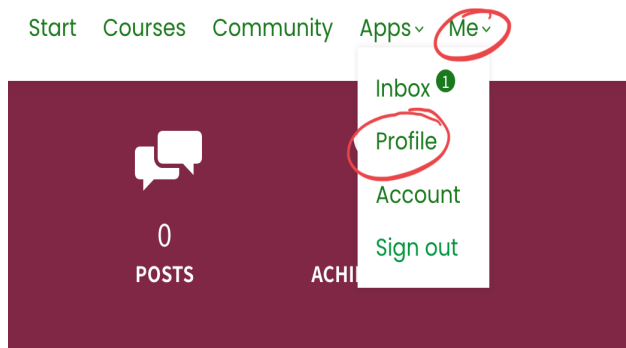 Start Courses Community Apps Me
Inbox 1
Profile
Account
Sign out
0
POSTS